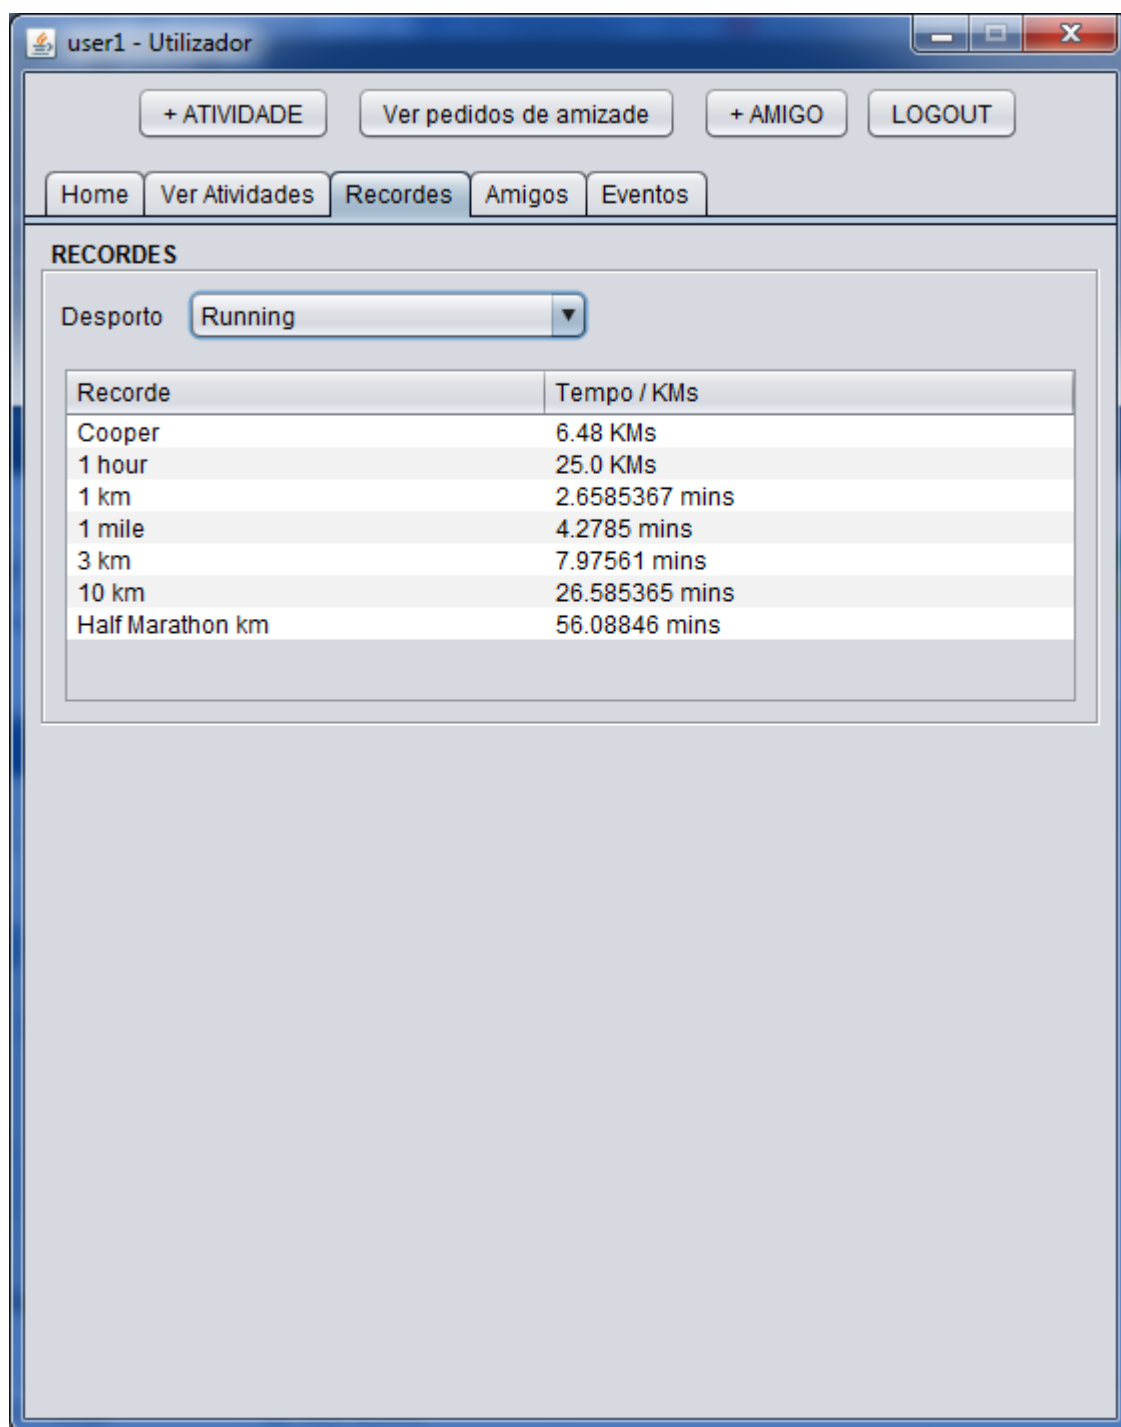 user1 - Utilizador
+ ATIVIDADE Ver pedidos de amizade + AMIGO LOGOUT
Home Ver Atividades Recordes Amigos Eventos
RECORDES
Desporto Running
Recorde Tempo / KMs
Cooper 6.48 KMs
1 hour 25.0 KMs
1 km 2.6585367 mins
1 mile 4.2785 mins
3 km 7.97561 mins
10 km 26.585365 mins
Half Marathon km 56.08846 mins